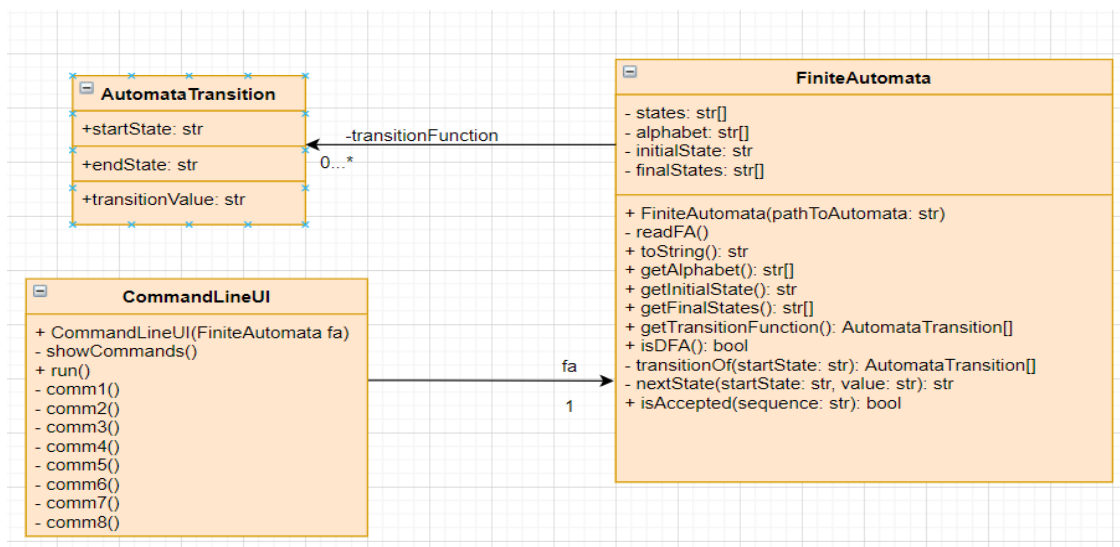 AutomataTransition
+startState: str
+endState: str
+transitionValue: str
-transitionFunction
0...*
FiniteAutomata
- states: str[]
- alphabet: str[]
- initialState: str
- finalStates: str[]
+ FiniteAutomata(pathToAutomata: str)
- readFA()
+ toString(): str
+ getAlphabet(): str[]
+ getInitialState(): str
+ getFinalStates(): str[]
+ getTransitionFunction(): AutomataTransition[]
+ isDFA(): bool
- transitionOf(startState: str): AutomataTransition[]
- nextState(startState: str, value: str): str
+ isAccepted(sequence: str): bool
CommandLineUI
+ CommandLineUI(FiniteAutomata fa)
- showCommands()
+ run()
- comm1()
- comm2()
- comm3()
- comm4()
- comm5()
- comm6()
- comm7()
- comm8()
fa
1